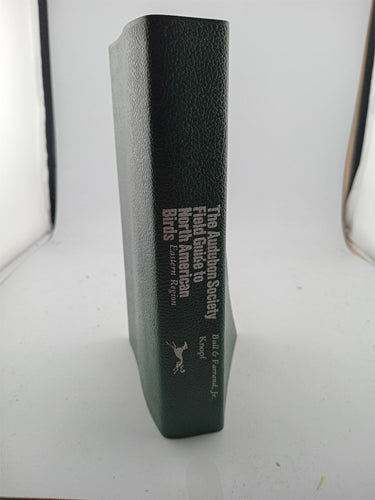 The Audubon Society
Field Guide to
North American
Birds Eastern Region
Bull & Farrand, Jr.
Knopf